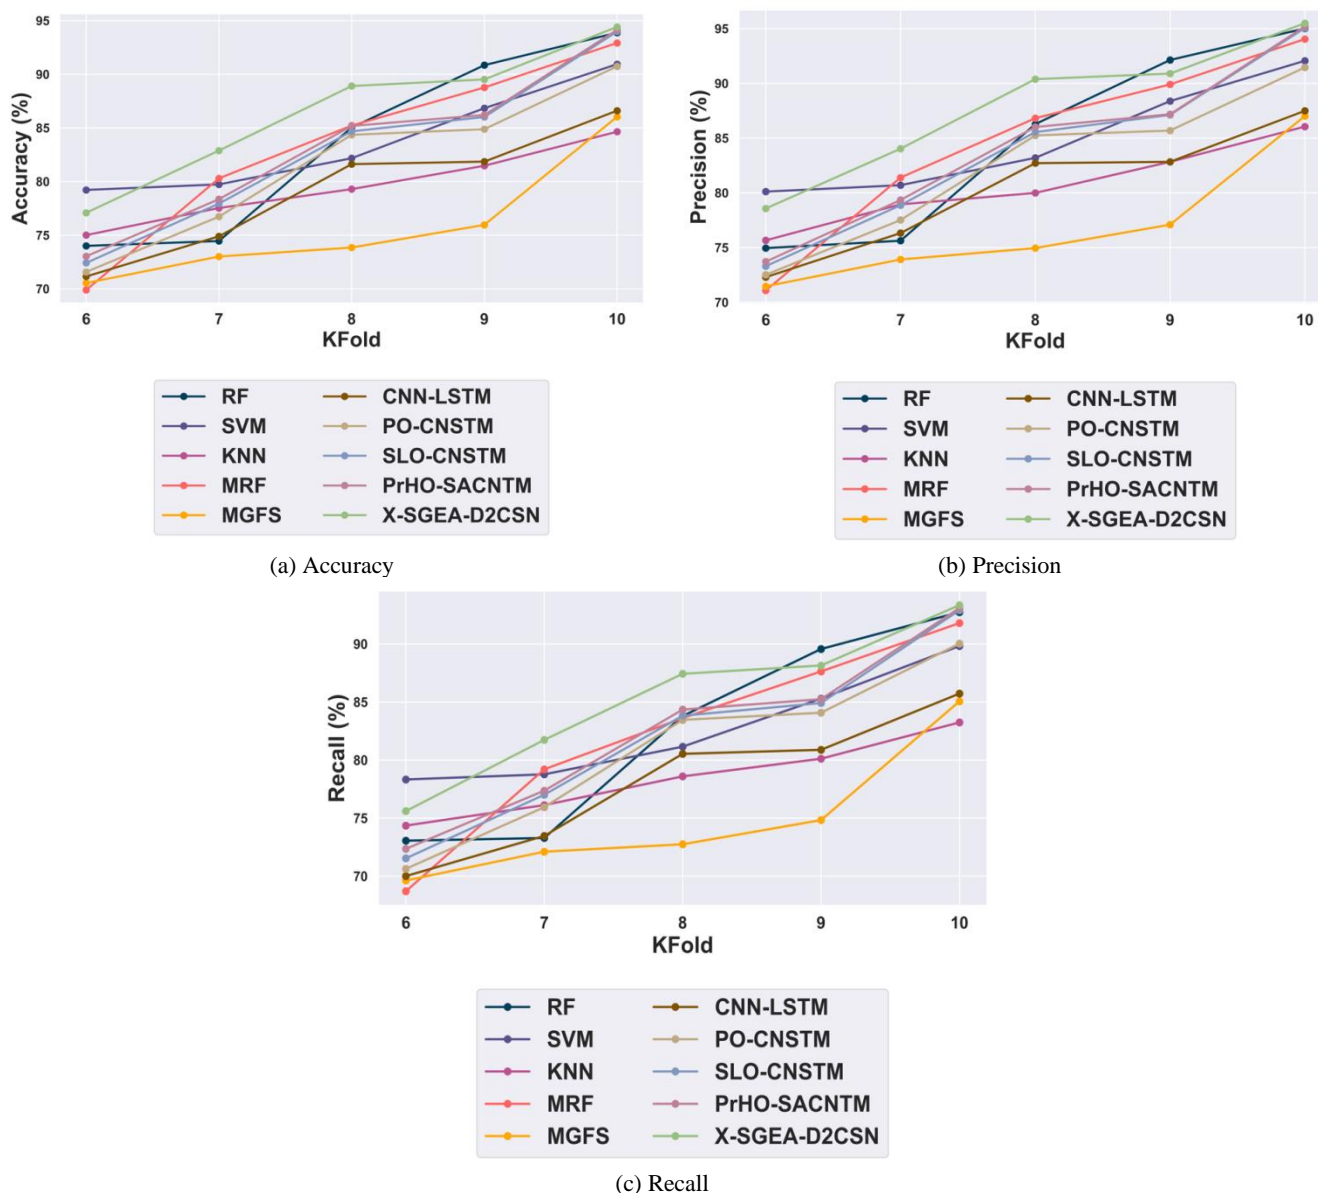 95
90
85
80
75
70
Accuracy (%)
6 7 8 9 10
KFold
RF CNN-LSTM
SVM PO-CNSTM
KNN SLO-CNSTM
MRF PrHO-SACNTM
MGFS X-SGEA-D2CSN
(a) Accuracy
95
90
85
80
75
70
Precision (%)
6 7 8 9 10
KFold
RF CNN-LSTM
SVM PO-CNSTM
KNN SLO-CNSTM
MRF PrHO-SACNTM
MGFS X-SGEA-D2CSN
(b) Precision
90
85
80
75
70
Recall (%)
6 7 8 9 10
KFold
RF CNN-LSTM
SVM PO-CNSTM
KNN SLO-CNSTM
MRF PrHO-SACNTM
MGFS X-SGEA-D2CSN
(c) Recall